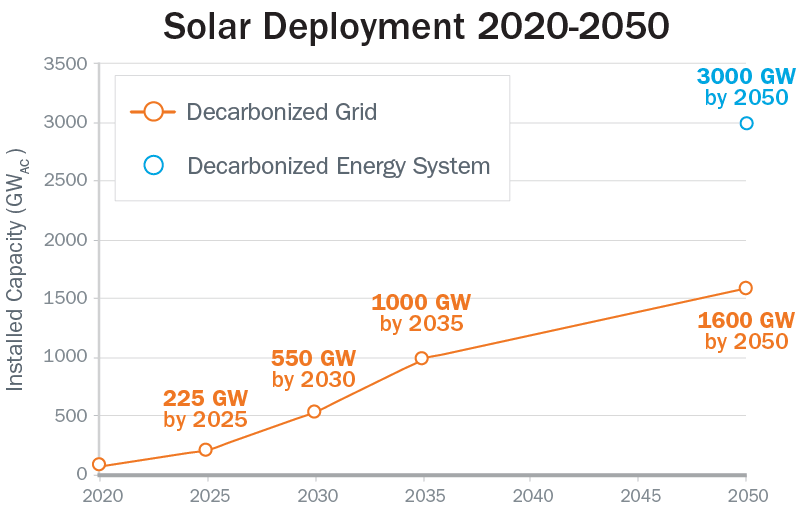 Solar Deployment 2020-2050
Installed Capacity (GW_AC)
3500
3000
2500
2000
1500
1000
500
0
2020
2025
2030
2035
2040
2045
2050
Decarbonized Grid
Decarbonized Energy System
225 GW
by 2025
550 GW
by 2030
1000 GW
by 2035
1600 GW
by 2050
3000 GW
by 2050